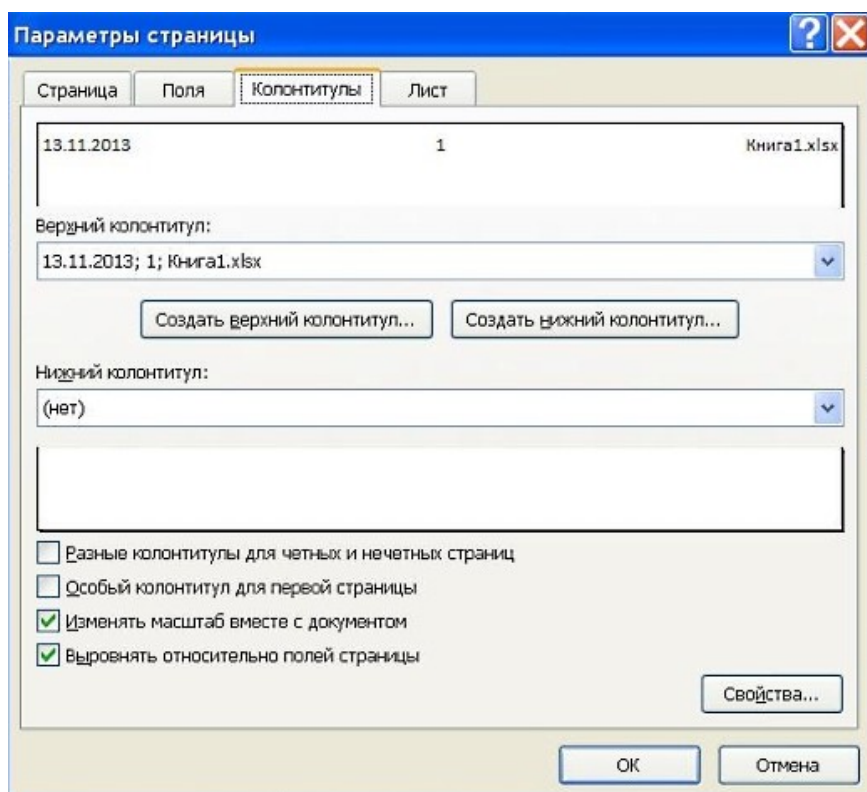 Параметры страницы
Страница Поля Колонтитулы Лист
13.11.2013 1 Книга1.xlsx
Верхний колонтитул:
13.11.2013; 1; Книга1.xlsx
Создать верхний колонтитул... Создать нижний колонтитул...
Нижний колонтитул:
(нет)
Разные колонтитулы для четных и нечетных страниц
Особый колонтитул для первой страницы
Изменять масштаб вместе с документом
Выровнять относительно полей страницы
Свойства...
ОК Отмена